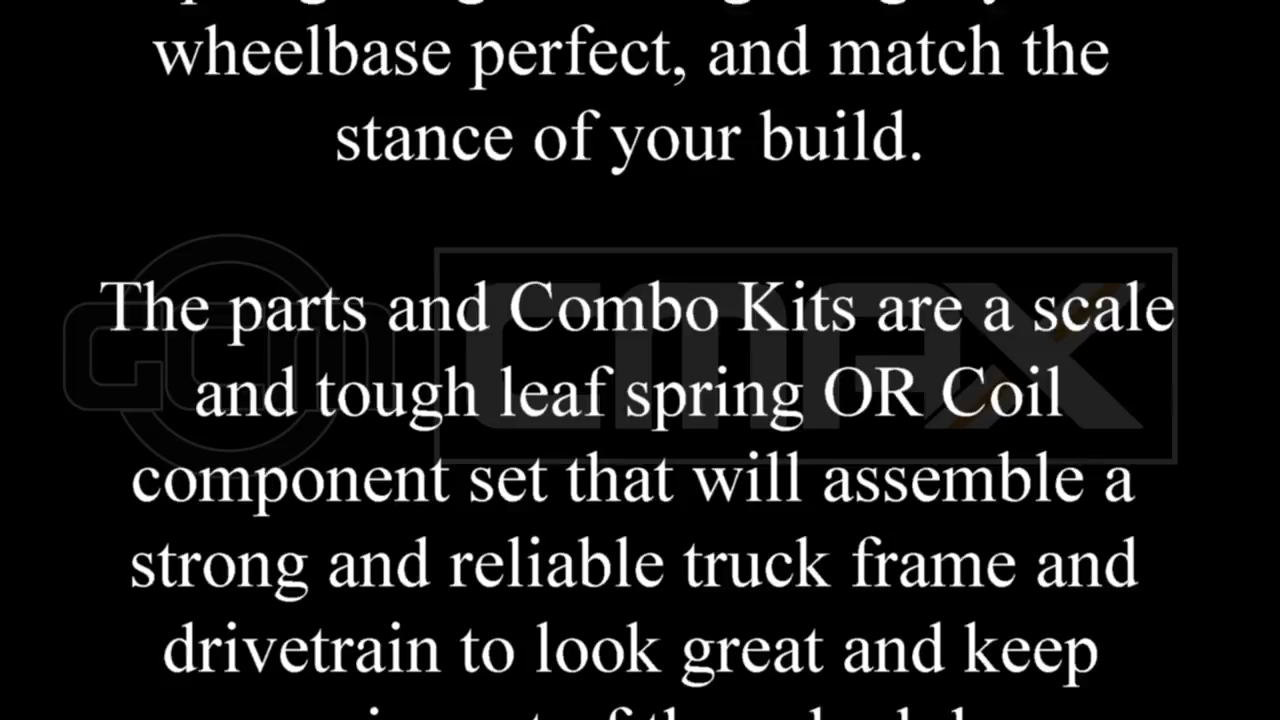 wheelbase perfect, and match the
stance of your build.
GCM CMAX
The parts and Combo Kits are a scale
and tough leaf spring OR Coil
component set that will assemble a
strong and reliable truck frame and
drivetrain to look great and keep